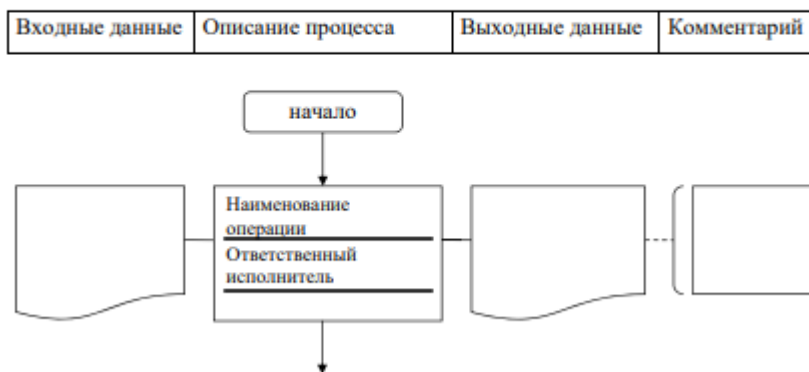 Входные данные Описание процесса Выходные данные Комментарий
начало
Наименование
операции
Ответственный
исполнитель